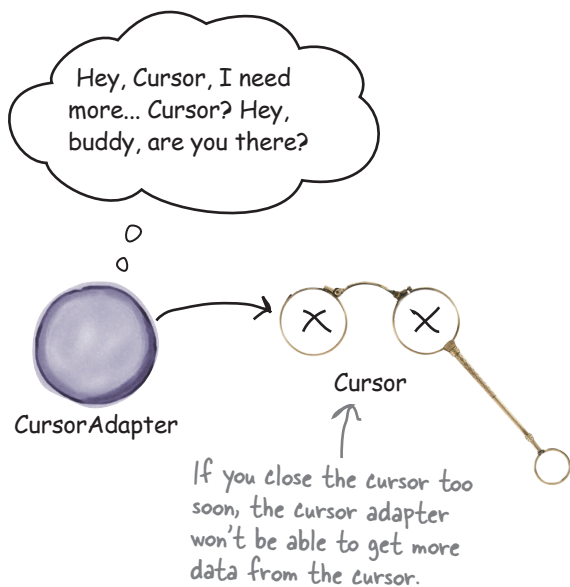 Hey, Cursor, I need
more... Cursor? Hey,
buddy, are you there?
CursorAdapter
Cursor
If you close the cursor too
soon, the cursor adapter
won't be able to get more
data from the cursor.